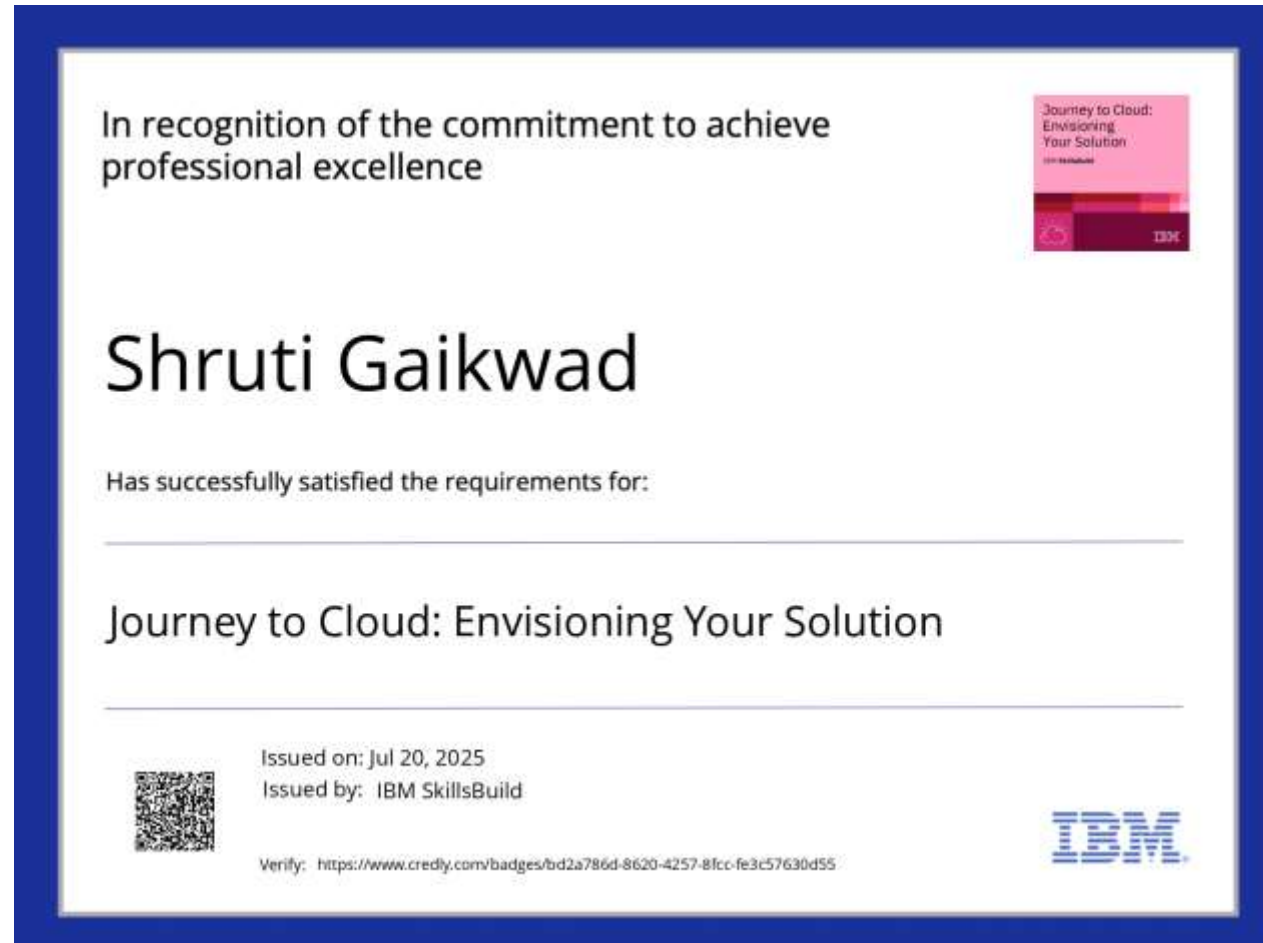 In recognition of the commitment to achieve
professional excellence
Journey to Cloud:
Envisioning
Your Solution
IBM SkillsBuild
IBM
Shruti Gaikwad
Has successfully satisfied the requirements for:
Journey to Cloud: Envisioning Your Solution
Issued on: Jul 20, 2025
Issued by: IBM SkillsBuild
Verify: https://www.credly.com/badges/bd2a786d-8620-4257-8fcc-fe3c57630d55
IBM